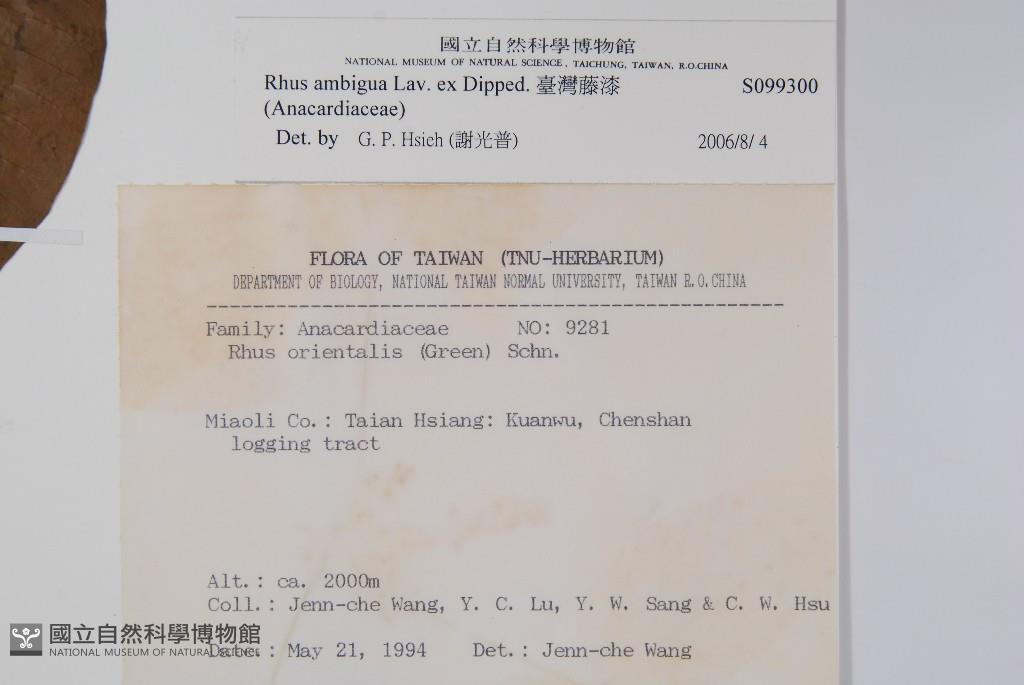 國立自然科學博物館
NATIONAL MUSEUM OF NATURAL SCIENCE, TAICHUNG, TAIWAN, R.O.CHINA
Rhus ambigua Lav. ex Dipped. 臺灣藤漆 S099300
(Anacardiaceae)
Det. by G. P. Hsieh (謝光普) 2006/8/ 4
FLORA OF TAIWAN (TNU-HERBARIUM)
DEPARTMENT OF BIOLOGY, NATIONAL TAIWAN NORMAL UNIVERSITY, TAIWAN R.O.CHINA
Family: Anacardiaceae NO: 9281
Rhus orientalis (Green) Schn.
Miaoli Co.: Taian Hsiang: Kuanwu, Chenshan
logging tract
Alt.: ca. 2000m
Coll.: Jenn-che Wang, Y. C. Lu, Y. W. Sang & C. W. Hsu
Date.: May 21, 1994 Det.: Jenn-che Wang
國立自然科學博物館
NATIONAL MUSEUM OF NATURAL SCIENCE